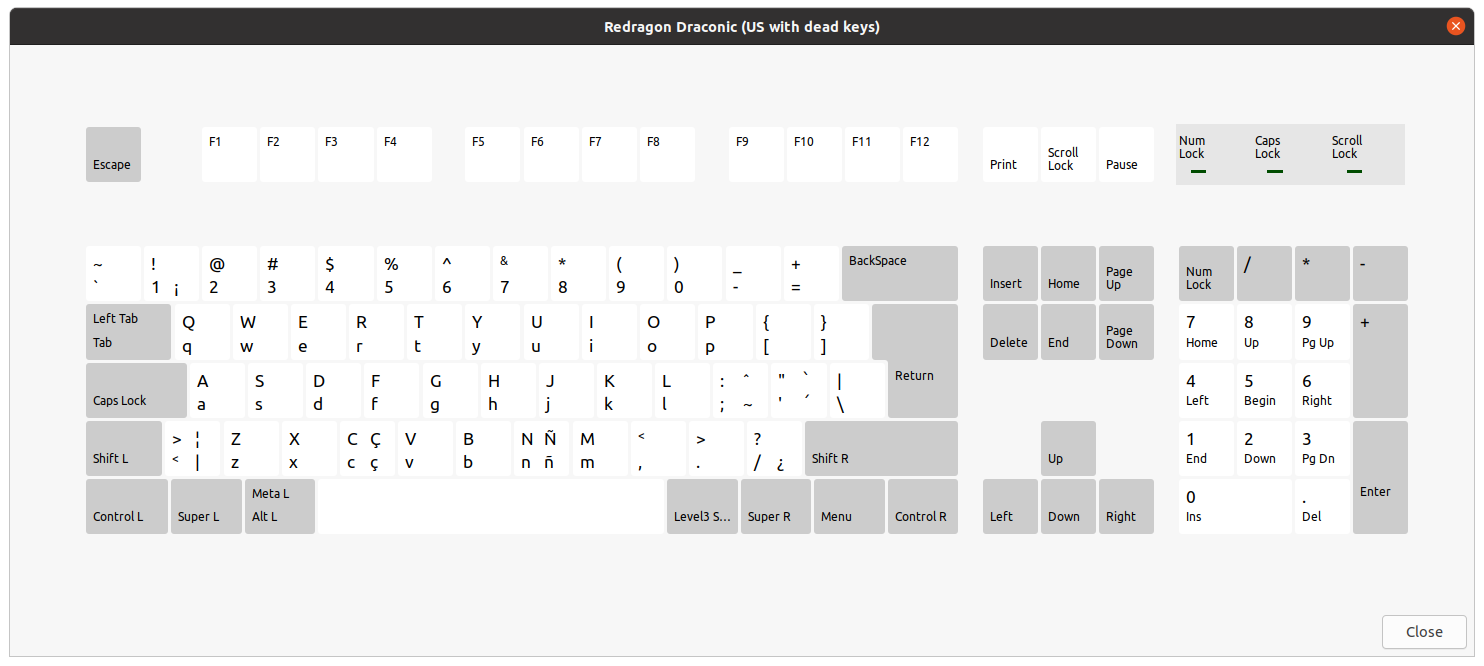 Redragon Draconic (US with dead keys)
Escape F1 F2 F3 F4 F5 F6 F7 F8 F9 F10 F11 F12 Print Scroll Lock Pause Num Lock Caps Lock Scroll Lock
~ ! @ # $ % ^ & * ( ) _ + BackSpace
` 1 ¡ 2 3 4 5 6 7 8 9 0 - =
Insert Home Page Up Num Lock / * -
Left Tab Q W E R T Y U I O P { }
Tab q w e r t y u i o p [ ]
Delete End Page Down 7 8 9 +
Home Up Pg Up
A S D F G H J K L : ^ " ` | Return
Caps Lock a s d f g h j k l ; ~ ' ´ \
4 5 6
Left Begin Right
> ¦ Z X C Ç V B N Ñ M < > ?
Shift L < | z x c ç v b n ñ m , . / ¿ Shift R
Up 1 2 3 Enter
End Down Pg Dn
Meta L
Control L Super L Alt L Level3 S... Super R Menu Control R
Left Down Right 0 .
Ins Del
Close